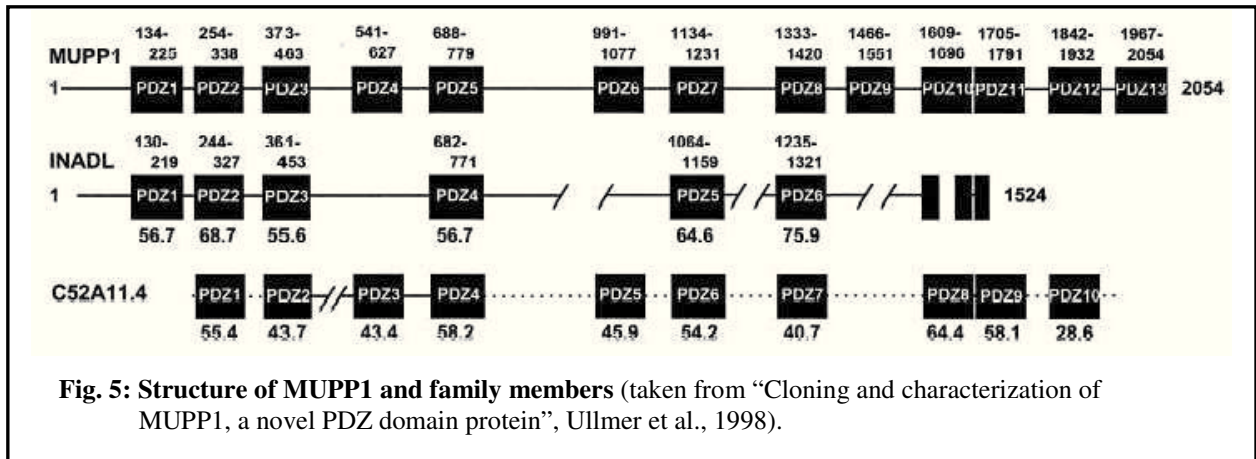 134- 254- 373- 541- 688- 991- 1134- 1333- 1466- 1609- 1705- 1842- 1967-
MUPP1 225 338 463 627 779 1077 1231 1420 1551 1690 1791 1932 2054
1 PDZ1 PDZ2 PDZ3 PDZ4 PDZ5 PDZ6 PDZ7 PDZ8 PDZ9 PDZ10 PDZ11 PDZ12 PDZ13 2054
130- 244- 361- 682- 1064- 1235-
INADL 219 327 453 771 1159 1321
1 PDZ1 PDZ2 PDZ3 PDZ4 PDZ5 PDZ6 1524
56.7 68.7 55.6 56.7 64.6 75.9
C52A11.4 PDZ1 PDZ2 PDZ3 PDZ4 PDZ5 PDZ6 PDZ7 PDZ8 PDZ9 PDZ10
55.4 43.7 43.4 58.2 45.9 54.2 40.7 64.4 58.1 28.6
Fig. 5: Structure of MUPP1 and family members (taken from “Cloning and characterization of
MUPP1, a novel PDZ domain protein”, Ullmer et al., 1998).